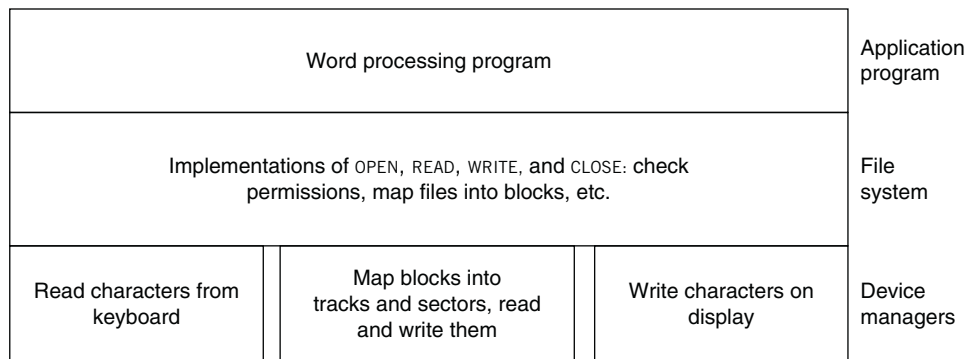 Word processing program
Application
program
Implementations of OPEN, READ, WRITE, and CLOSE: check
permissions, map files into blocks, etc.
File
system
Read characters from
keyboard
Map blocks into
tracks and sectors, read
and write them
Write characters on
display
Device
managers